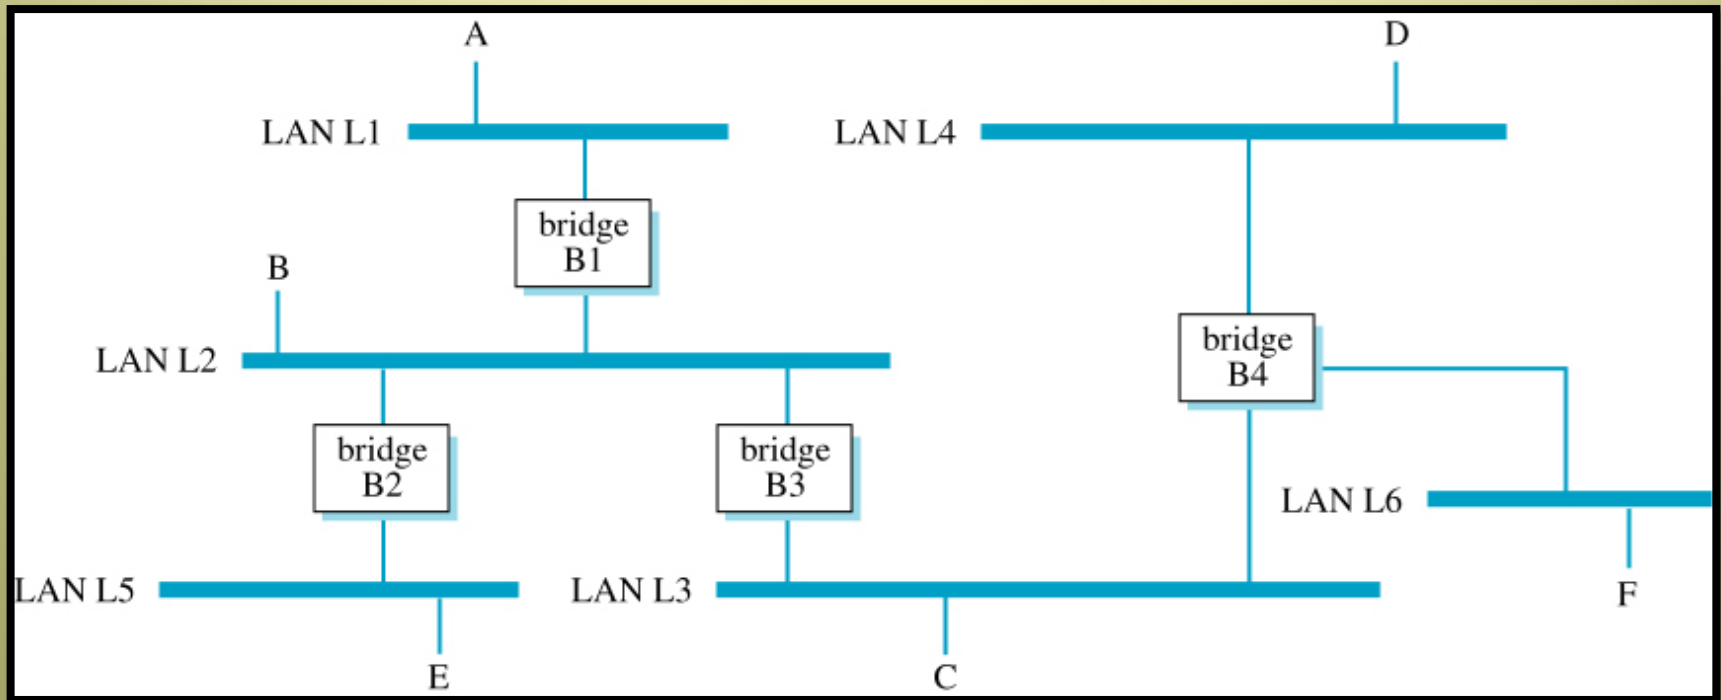 A
D
LAN L1
LAN L4
bridge
B1
B
bridge
B4
LAN L2
bridge
B2
bridge
B3
LAN L6
LAN L5
LAN L3
F
E
C